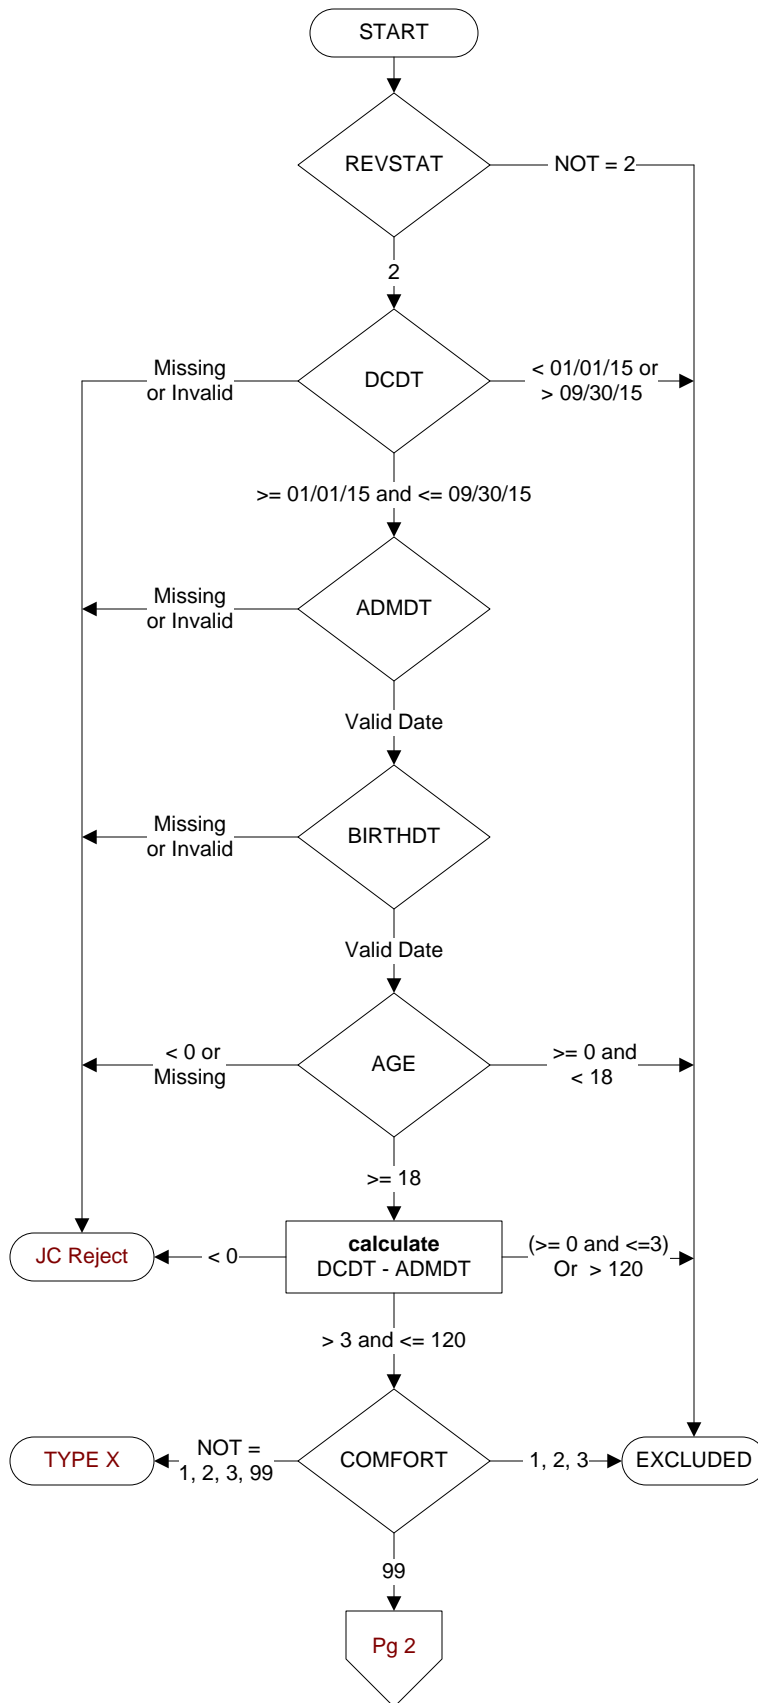 START
REVSTAT
NOT = 2
2
Missing
or Invalid
DCDT
< 01/01/15 or
> 09/30/15
>= 01/01/15 and <= 09/30/15
Missing
or Invalid
ADMDT
Valid Date
Missing
or Invalid
BIRTHDT
Valid Date
< 0 or
Missing
AGE
>= 0 and
< 18
>= 18
JC Reject
< 0
calculate
DCDT - ADMDT
(>= 0 and <=3)
Or > 120
> 3 and <= 120
TYPE X
NOT =
1, 2, 3, 99
COMFORT
1, 2, 3
EXCLUDED
99
Pg 2